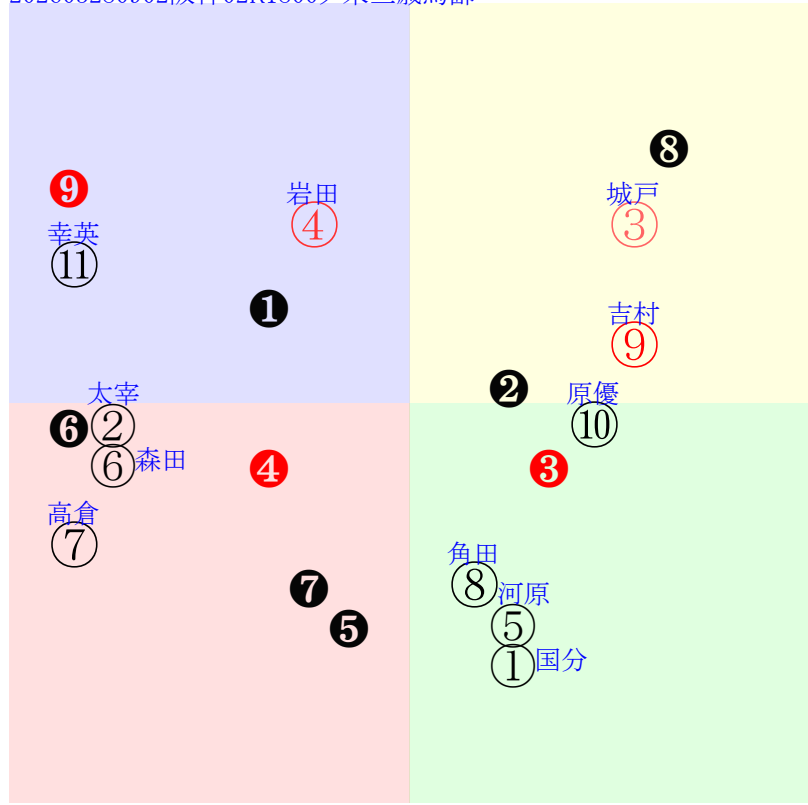 ❽
❾
岩田
城戸
④
③
幸英
⑪
❶
吉村
⑨
❷
太宰
原優
❻
②
⑩
⑥
森田
❹
❸
高倉
⑦
角田
⑧
❼
河原
❺
⑤
①
国分